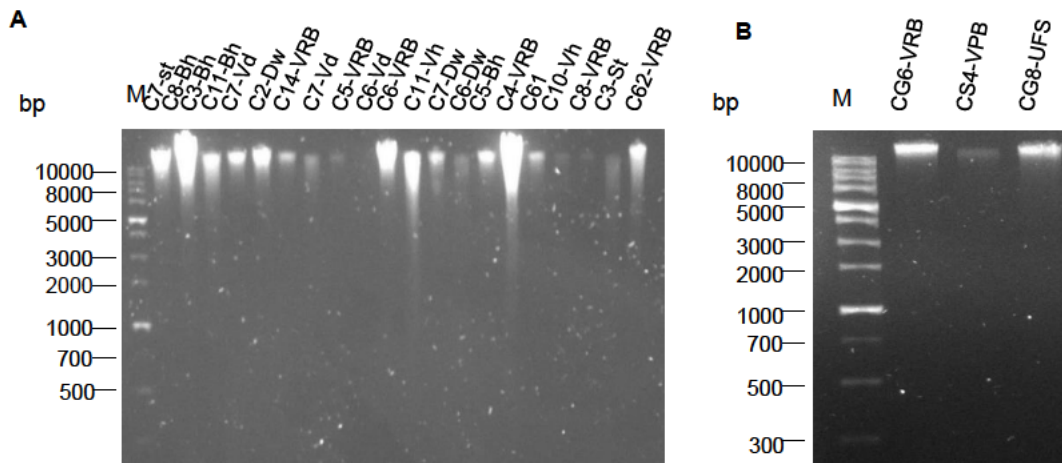 A
bp
M
C7-st
C8-Bh
C3-Bh
C11-Bh
C7-Vd
C2-Dw
C14-VRB
C7-Vd
C5-VRB
C6-Vd
C6-VRB
C11-Vh
C7-Dw
C6-Dw
C5-Bh
C4-VRB
C61
C10-Vh
C8-VRB
C3-St
C62-VRB
10000
8000
5000
3000
2000
1000
700
500
B
bp
M
CG6-VRB
CS4-VPB
CG8-UFS
10000
8000
5000
3000
2000
1000
700
500
300